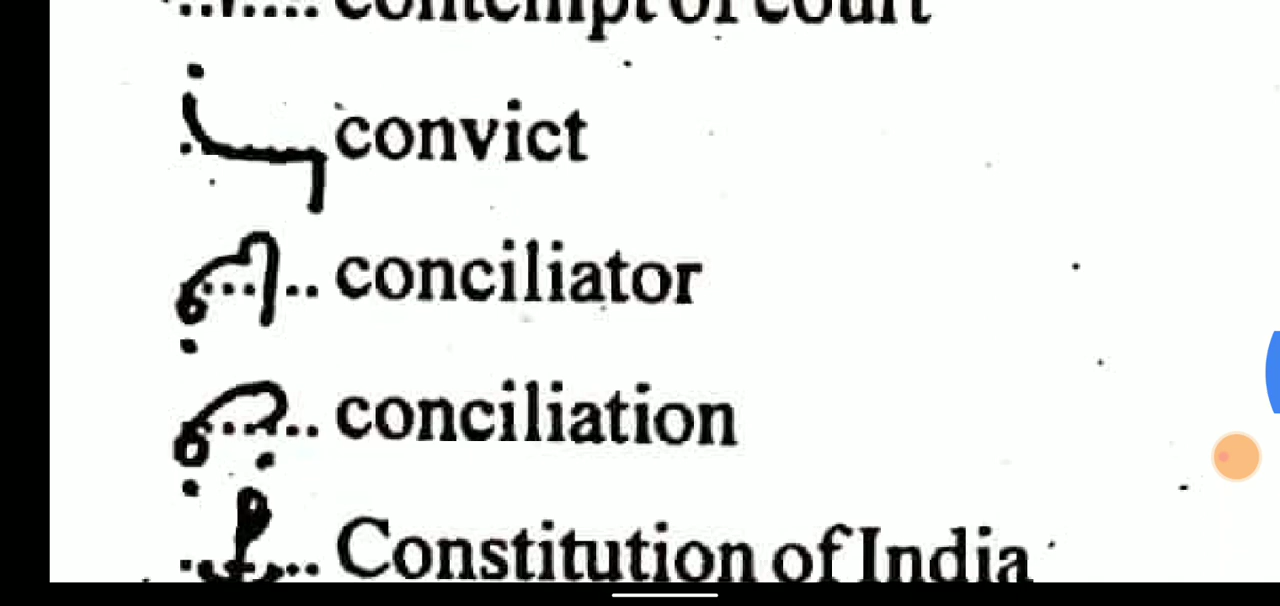 contempt of court
convict
conciliator
conciliation
Constitution of India